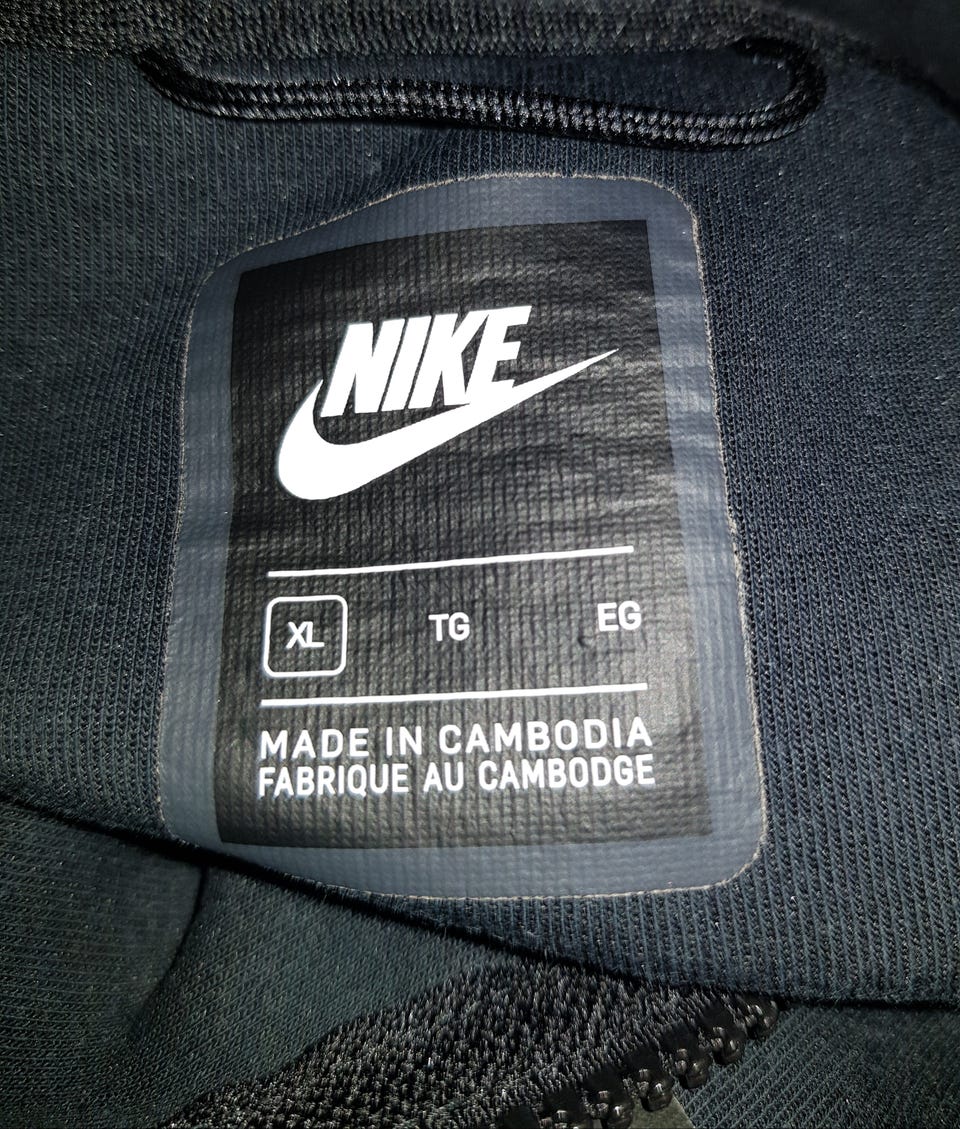 NIKE
XL TG EG
MADE IN CAMBODIA
FABRIQUE AU CAMBODGE